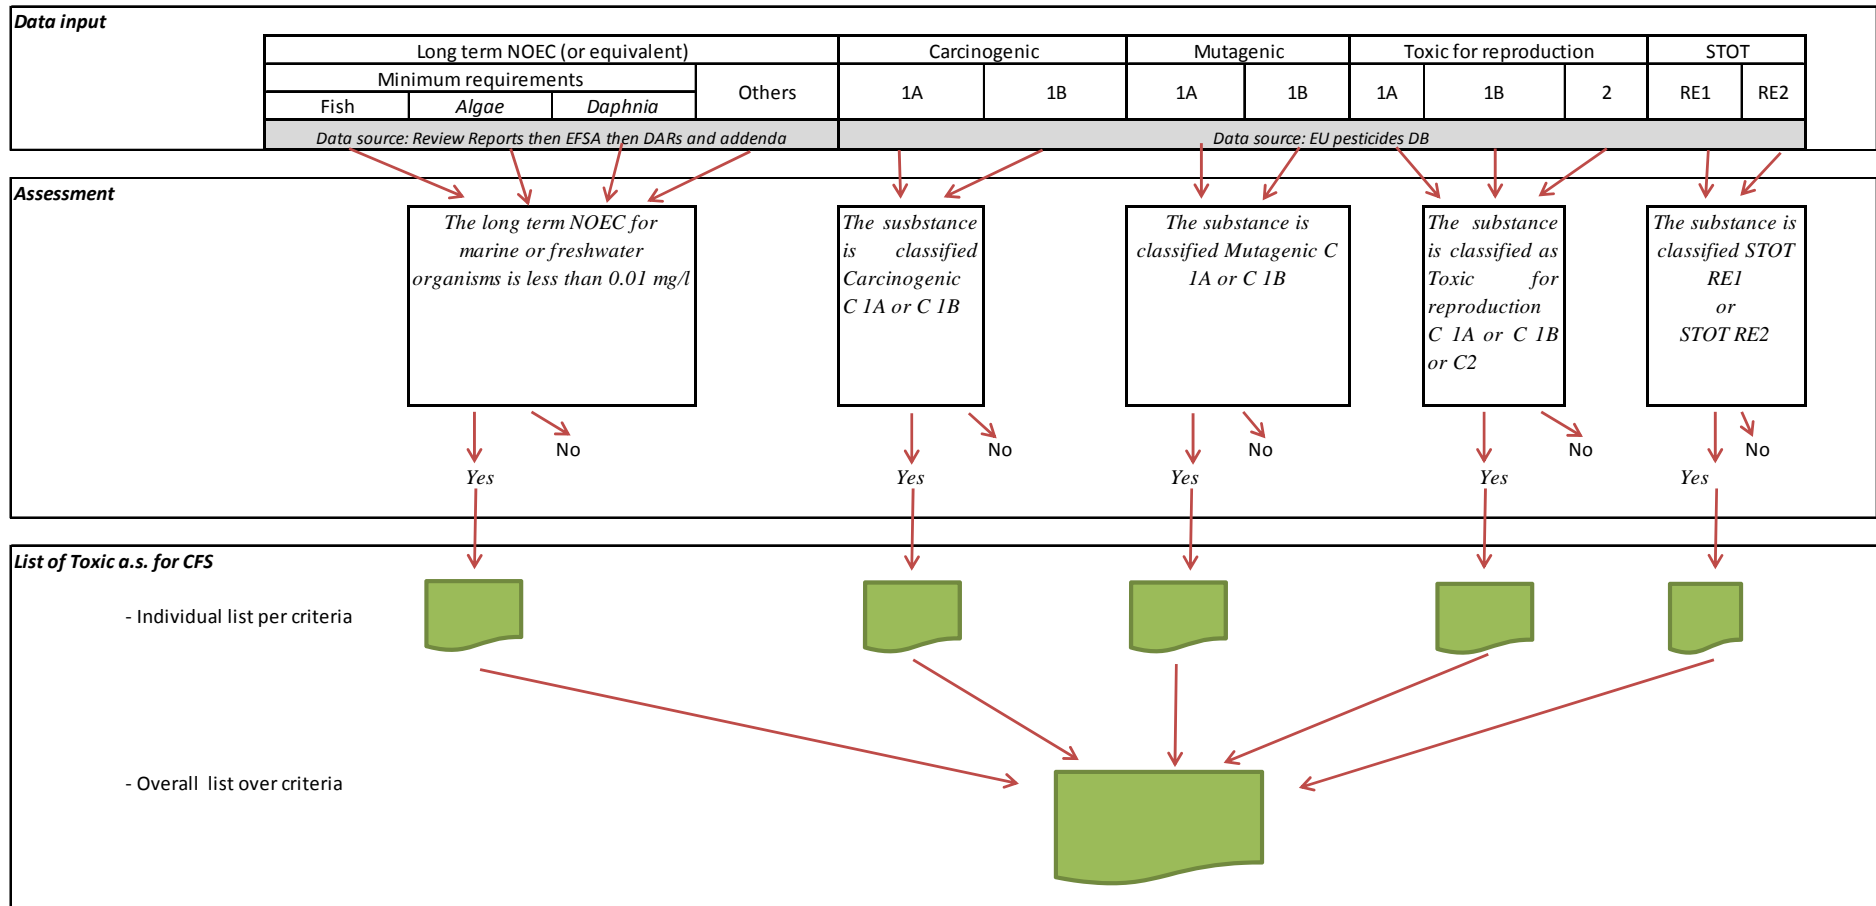 Data input
Long term NOEC (or equivalent) Carcinogenic Mutagenic Toxic for reproduction STOT
Minimum requirements Others 1A 1B 1A 1B 1A 1B 2 RE1 RE2
Fish Algae Daphnia
Data source: Review Reports then EFSA then DARs and addenda Data source: EU pesticides DB
Assessment
The long term NOEC for
marine or freshwater
organisms is less than 0.01 mg/l
The susbstance
is classified
Carcinogenic
C 1A or C 1B
The substance is
classified Mutagenic C
1A or C 1B
The substance
is classified as
Toxic for
reproduction
C 1A or C 1B
or C2
The substance is
classified STOT
RE1
or
STOT RE2
No No No No No
Yes Yes Yes Yes Yes
List of Toxic a.s. for CFS
- Individual list per criteria
- Overall list over criteria